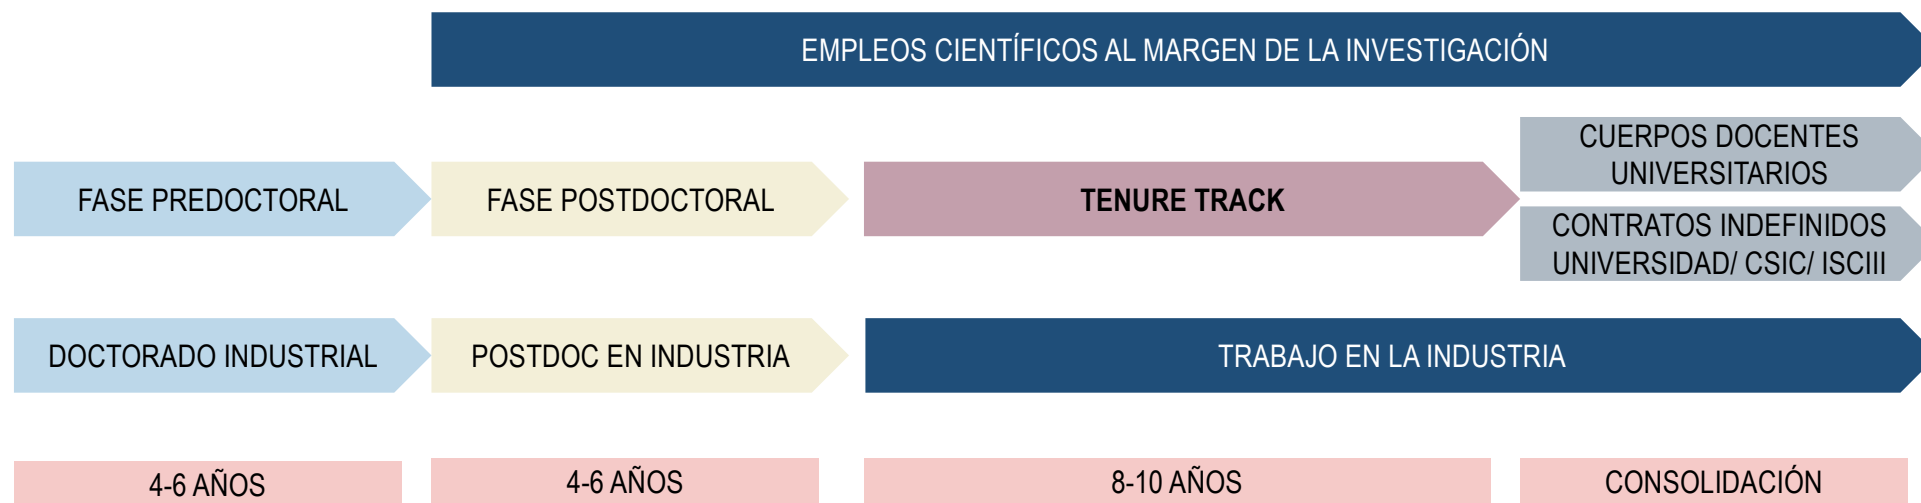 EMPLEOS CIENTÍFICOS AL MARGEN DE LA INVESTIGACIÓN
FASE PREDOCTORAL
FASE POSTDOCTORAL
TENURE TRACK
CUERPOS DOCENTES
UNIVERSITARIOS
CONTRATOS INDEFINIDOS
UNIVERSIDAD/ CSIC/ ISCIII
DOCTORADO INDUSTRIAL
POSTDOC EN INDUSTRIA
TRABAJO EN LA INDUSTRIA
4-6 AÑOS
4-6 AÑOS
8-10 AÑOS
CONSOLIDACIÓN